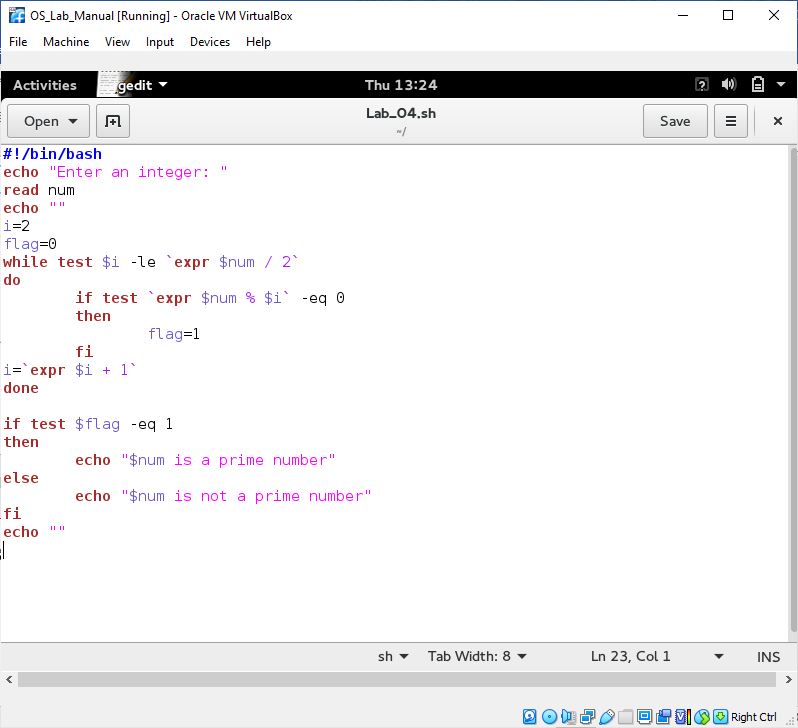 OS_Lab_Manual [Running] - Oracle VM VirtualBox
File Machine View Input Devices Help
Activities gedit Thu 13:24
Open Lab_04.sh Save
~/
#!/bin/bash
echo "Enter an integer: "
read num
echo ""
i=2
flag=0
while test $i -le `expr $num / 2`
do
if test `expr $num % $i` -eq 0
then
flag=1
fi
i=`expr $i + 1`
done
if test $flag -eq 1
then
echo "$num is a prime number"
else
echo "$num is not a prime number"
fi
echo ""
sh Tab Width: 8 Ln 23, Col 1 INS
Right Ctrl